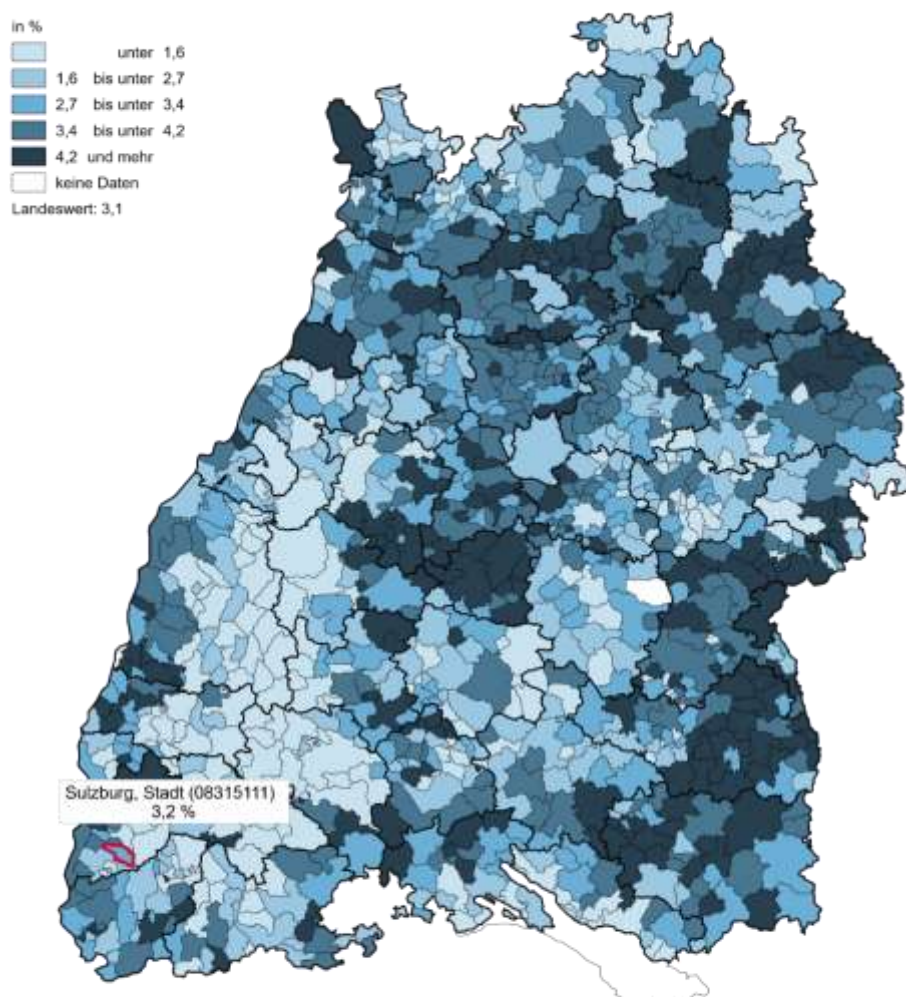 in %
unter 1,6
1,6 bis unter 2,7
2,7 bis unter 3,4
3,4 bis unter 4,2
4,2 und mehr
keine Daten
Landeswert: 3,1
Sulzburg, Stadt (08315111)
3,2 %